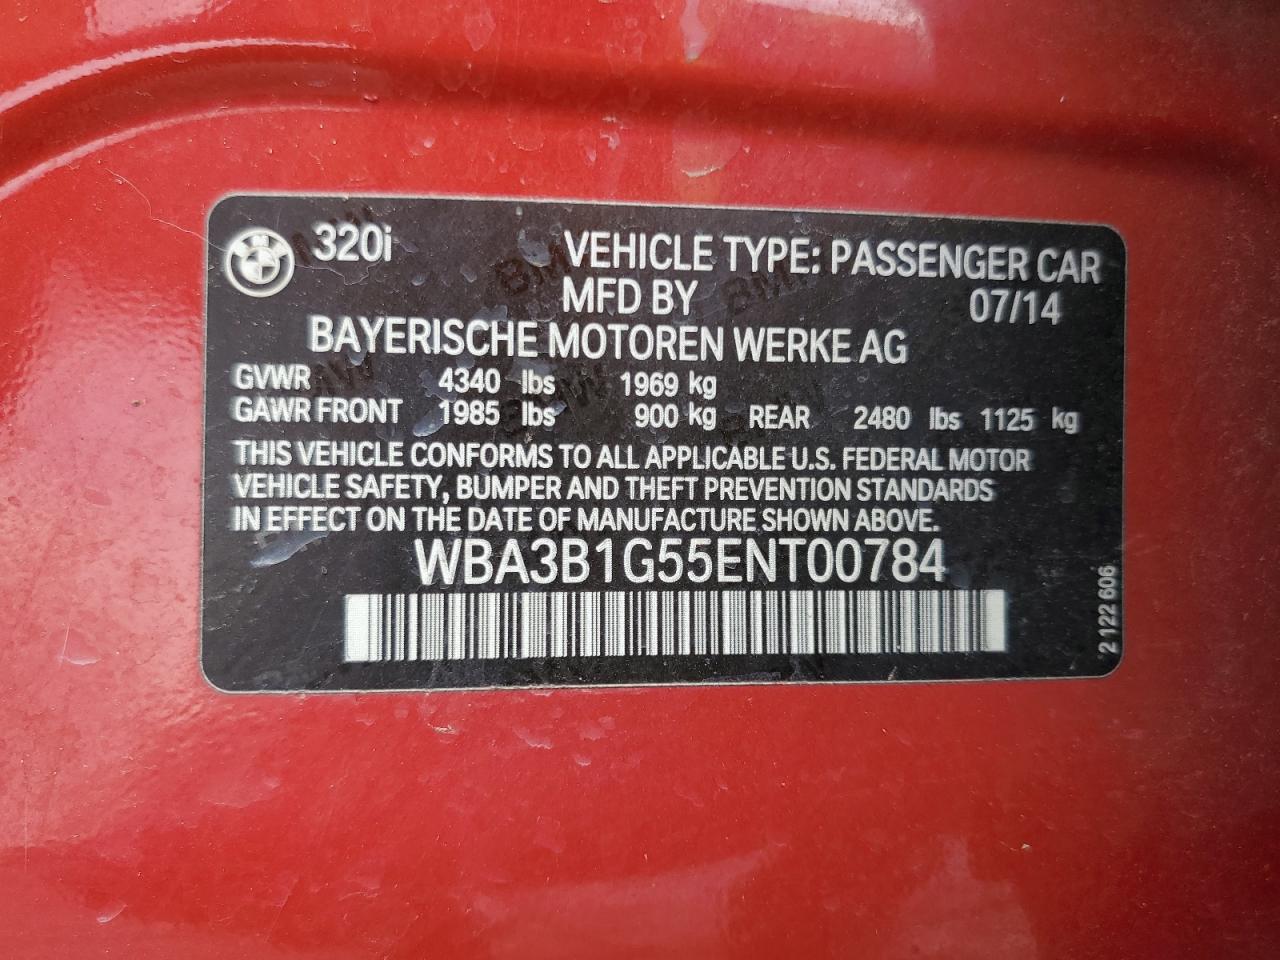 320i VEHICLE TYPE: PASSENGER CAR
MFD BY 07/14
BAYERISCHE MOTOREN WERKE AG
GVWR 4340 lbs 1969 kg
GAWR FRONT 1985 lbs 900 kg REAR 2480 lbs 1125 kg
THIS VEHICLE CONFORMS TO ALL APPLICABLE U.S. FEDERAL MOTOR
VEHICLE SAFETY, BUMPER AND THEFT PREVENTION STANDARDS
IN EFFECT ON THE DATE OF MANUFACTURE SHOWN ABOVE.
WBA3B1G55ENT00784
2 122 606